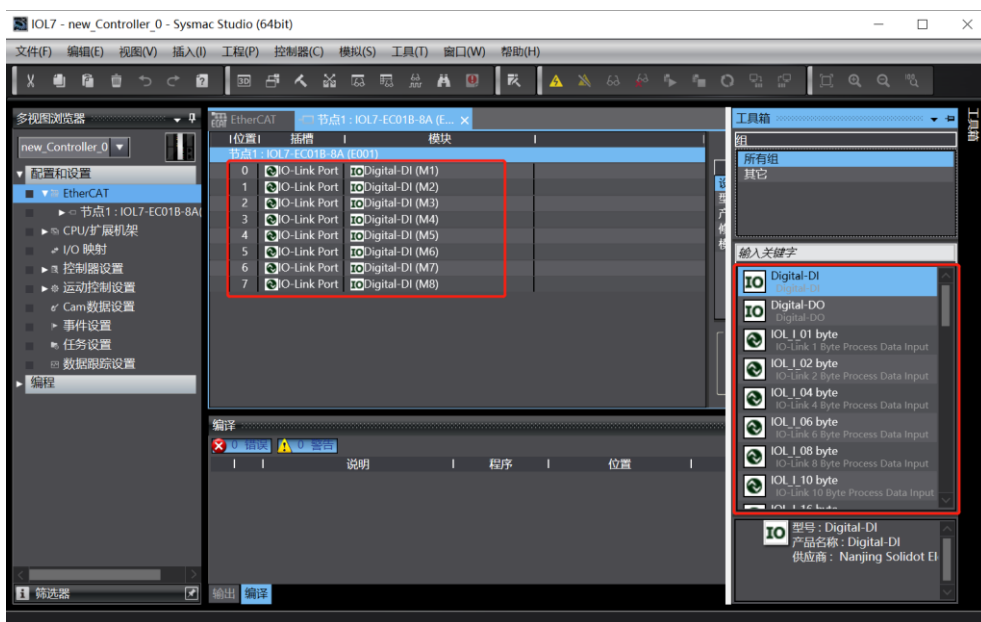 IOL7 - new_Controller_0 - Sysmac Studio (64bit)
文件(F) 编辑(E) 视图(V) 插入(I) 工程(P) 控制器(C) 模拟(S) 工具(T) 窗口(W) 帮助(H)
多视图浏览器
new_Controller_0
配置和设置
EtherCAT
节点1 : IOL7-EC01B-8A(
CPU/扩展机架
I/O 映射
控制器设置
运动控制设置
Cam数据设置
事件设置
任务设置
数据跟踪设置
编程
筛选器
EtherCAT
节点1 : IOL7-EC01B-8A (E...
位置 插槽 模块
节点1 : IOL7-EC01B-8A (E001)
0 IO-Link Port Digital-DI (M1)
1 IO-Link Port Digital-DI (M2)
2 IO-Link Port Digital-DI (M3)
3 IO-Link Port Digital-DI (M4)
4 IO-Link Port Digital-DI (M5)
5 IO-Link Port Digital-DI (M6)
6 IO-Link Port Digital-DI (M7)
7 IO-Link Port Digital-DI (M8)
编译
0 错误 0 警告
说明 程序 位置
输出 编译
工具箱
工具箱
组
所有组
其它
输入关键字
IO Digital-DI
Digital-DI
IO Digital-DO
Digital-DO
IOL_I_01 byte
IO-Link 1 Byte Process Data Input
IOL_I_02 byte
IO-Link 2 Byte Process Data Input
IOL_I_04 byte
IO-Link 4 Byte Process Data Input
IOL_I_06 byte
IO-Link 6 Byte Process Data Input
IOL_I_08 byte
IO-Link 8 Byte Process Data Input
IOL_I_10 byte
IO-Link 10 Byte Process Data Input
IOL_I_16 byte
IO 型号 : Digital-DI
产品名称 : Digital-DI
供应商 : Nanjing Solidot El